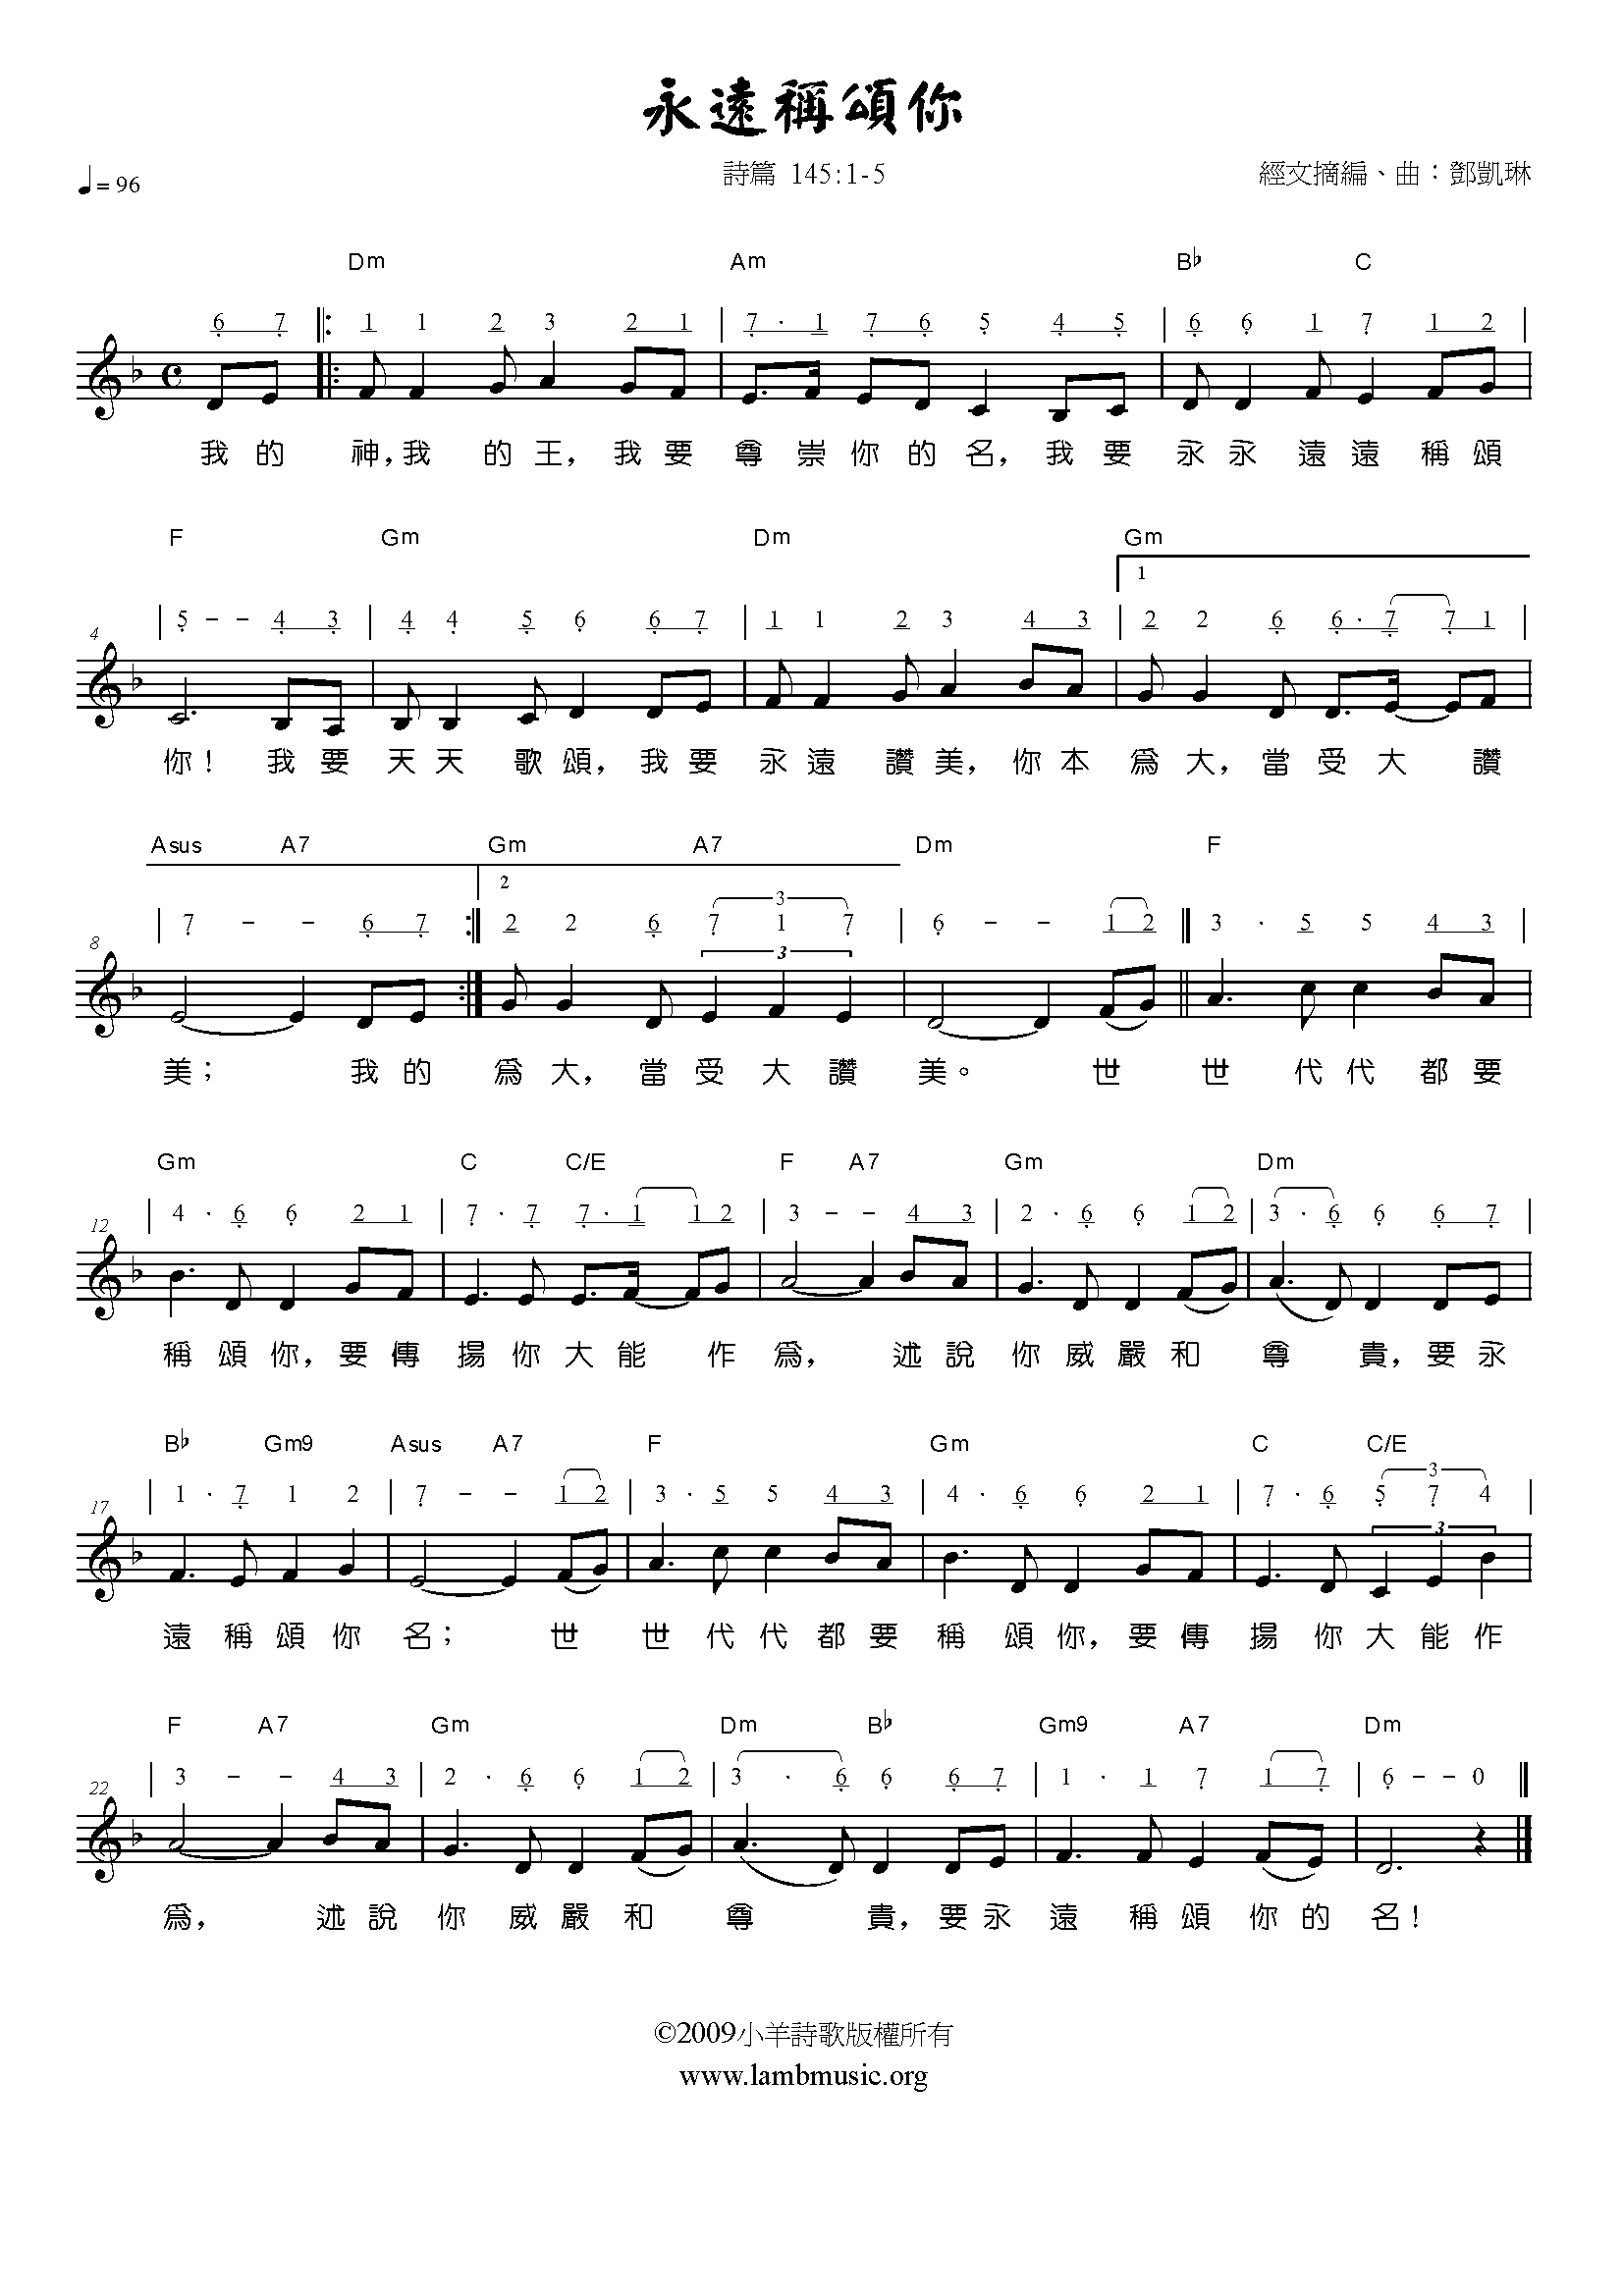 永遠稱頌你
♩= 96
詩篇 145:1-5
經文摘編、曲：鄧凱琳
Dm Am B♭ C
6 7 1 1 2 3 2 1 7 · 1 7 6 5 4 5 6 6 1 7 1 2
我 的 神，我 的 王， 我 要 尊 崇 你 的 名， 我 要 永 永 遠 遠 稱 頌
F Gm Dm Gm
1
5 – – 4 3 4 4 5 6 6 7 1 1 2 3 4 3 2 2 6 6 · 7 7 1
4
你！ 我 要 天 天 歌 頌， 我 要 永 遠 讚 美， 你 本 為 大， 當 受 大 讚
Asus A7 Gm A7 Dm F
2 3
7 – – 6 7 2 2 6 7 1 7 6 – – 1 2 3 · 5 5 4 3
8 3
美； 我 的 為 大， 當 受 大 讚 美。 世 世 代 代 都 要
Gm C C/E F A7 Gm Dm
4 · 6 6 2 1 7 · 7 7 · 1 1 2 3 – – 4 3 2 · 6 6 1 2 3 · 6 6 6 7
12
稱 頌 你， 要 傳 揚 你 大 能 作 為， 述 說 你 威 嚴 和 尊 貴， 要 永
B♭ Gm9 Asus A7 F Gm C C/E
3
1 · 7 1 2 7 – – 1 2 3 · 5 5 4 3 4 · 6 6 2 1 7 · 6 5 7 4
17 3
遠 稱 頌 你 名； 世 世 代 代 都 要 稱 頌 你， 要 傳 揚 你 大 能 作
F A7 Gm Dm B♭ Gm9 A7 Dm
3 – – 4 3 2 · 6 6 1 2 3 · 6 6 6 7 1 · 1 7 1 7 6 – – 0
22
為， 述 說 你 威 嚴 和 尊 貴， 要 永 遠 稱 頌 你 的 名！
©2009小羊詩歌版權所有
www.lambmusic.org